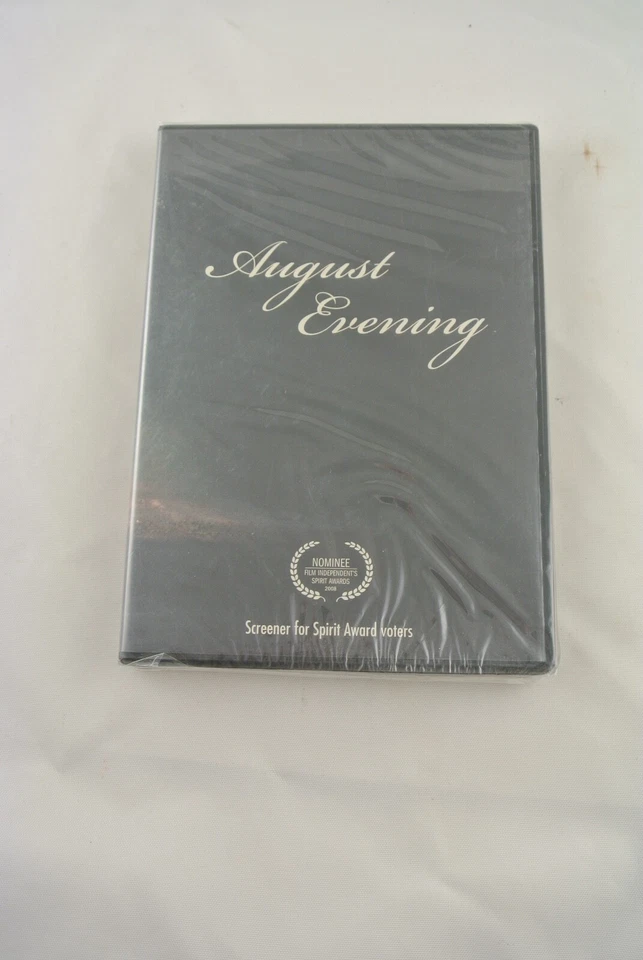 August
Evening
NOMINEE
FILM INDEPENDENT'S
SPIRIT AWARDS
2008
Screener for Spirit Award voters